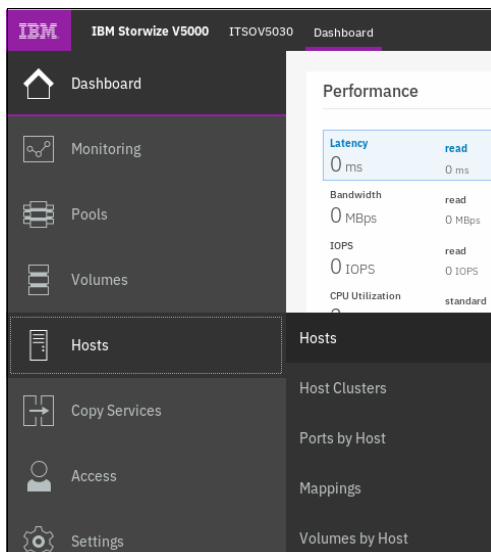 IBM IBM Storwize V5000 ITSOV5030 Dashboard
Dashboard
Monitoring
Pools
Volumes
Hosts
Copy Services
Access
Settings
Performance
Latency read
0 ms 0 ms
Bandwidth read
0 MBps 0 MBps
IOPS read
0 IOPS 0 IOPS
CPU Utilization standard
Hosts
Host Clusters
Ports by Host
Mappings
Volumes by Host